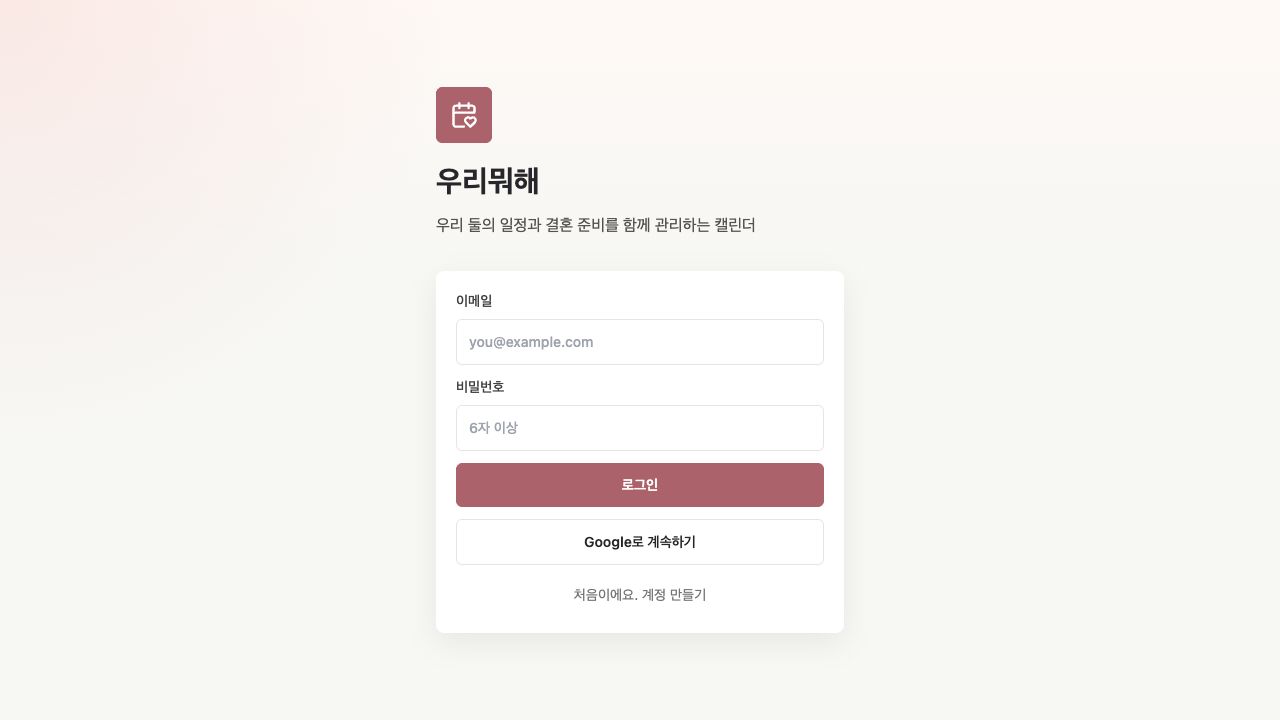 우리뭐해
우리 둘의 일정과 결혼 준비를 함께 관리하는 캘린더
이메일
you@example.com
비밀번호
6자 이상
로그인
Google로 계속하기
처음이에요. 계정 만들기